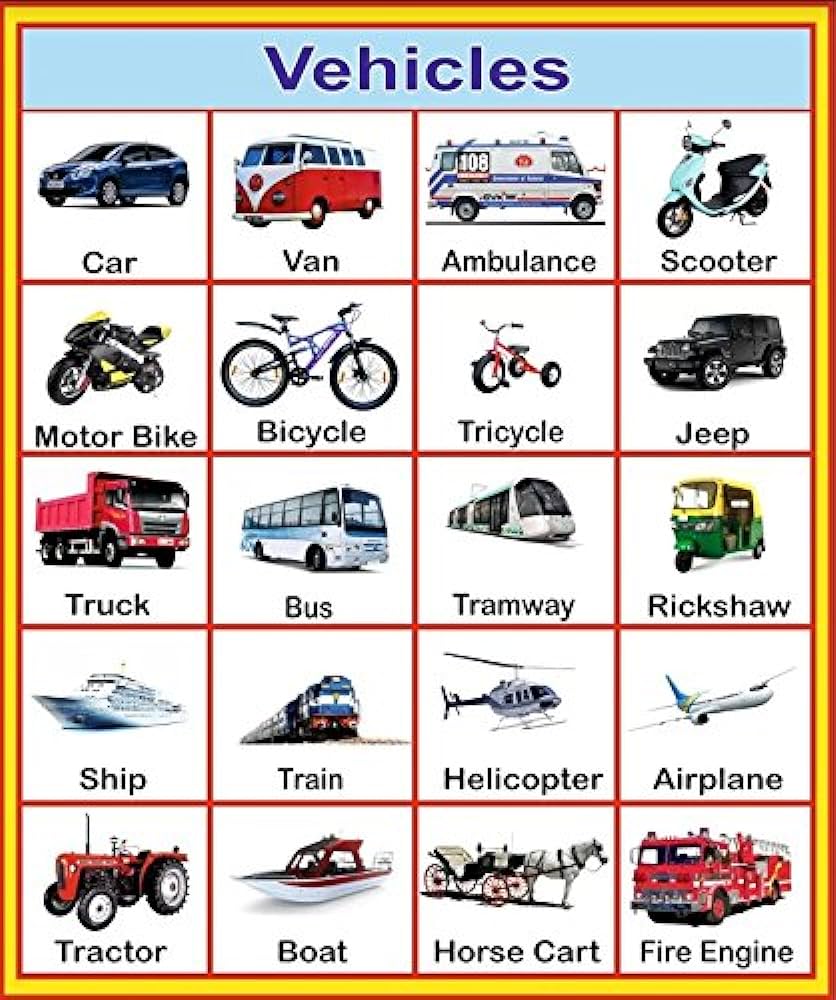 Vehicles
108
Car
Van
Ambulance
Scooter
Motor Bike
Bicycle
Tricycle
Jeep
Truck
Bus
Tramway
Rickshaw
Ship
Train
Helicopter
Airplane
Tractor
Boat
Horse Cart
Fire Engine